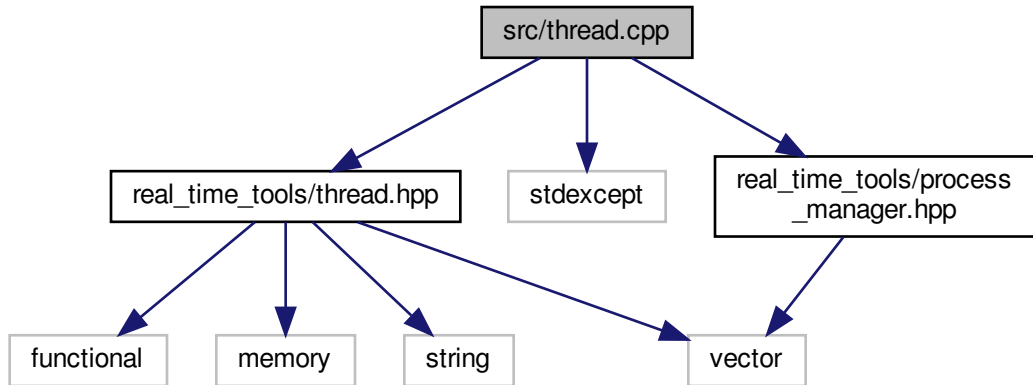 src/thread.cpp
real_time_tools/thread.hpp
stdexcept
real_time_tools/process
_manager.hpp
functional
memory
string
vector